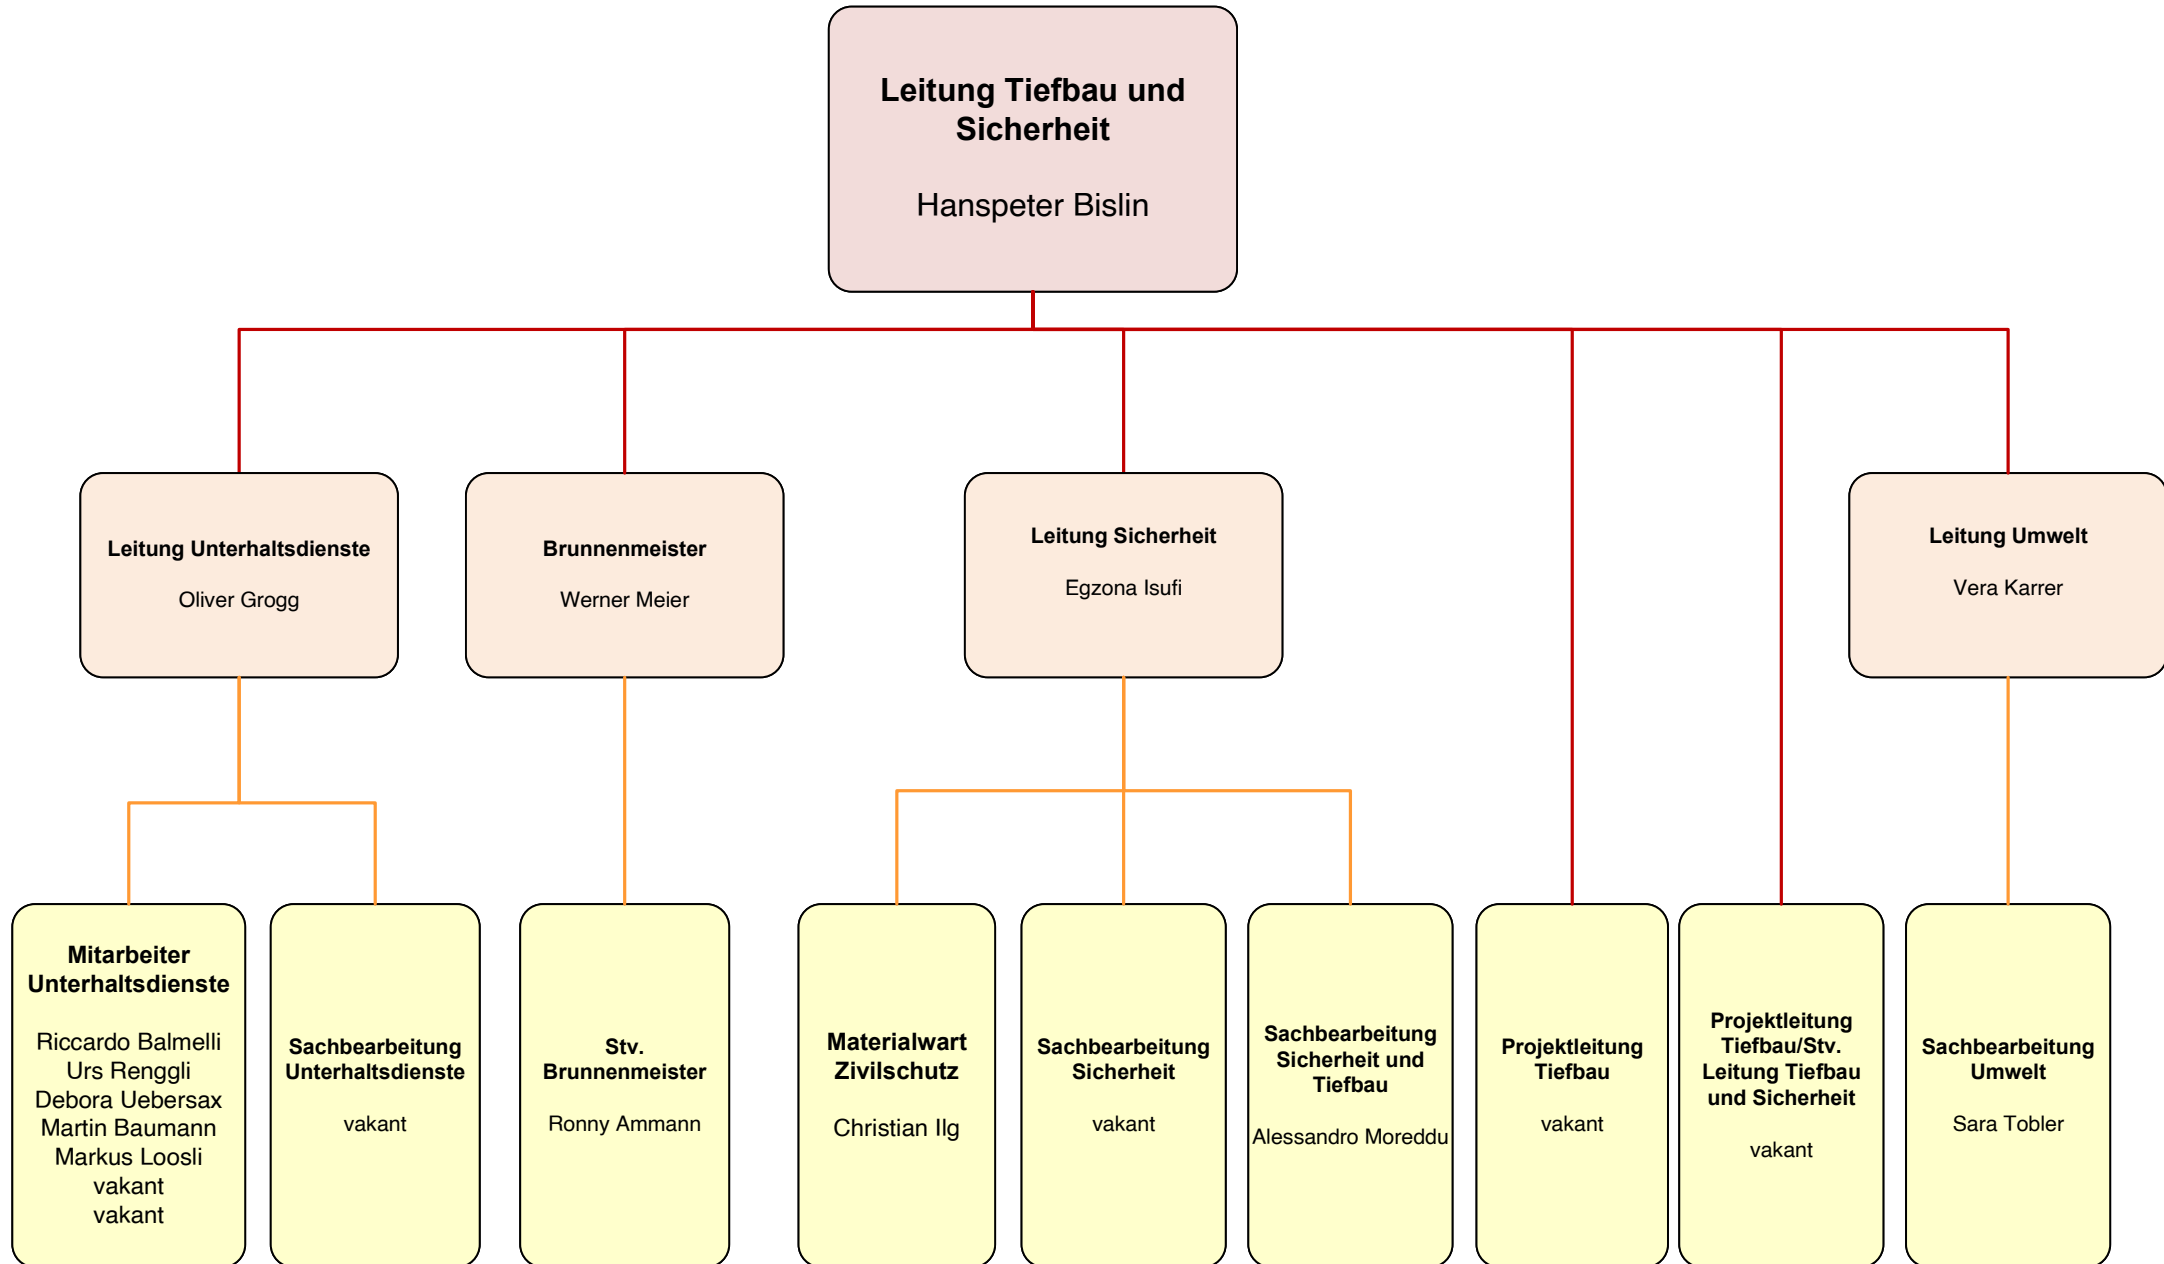 Leitung Tiefbau und
Sicherheit
Hanspeter Bislin
Leitung Unterhaltsdienste
Oliver Grogg
Brunnenmeister
Werner Meier
Leitung Sicherheit
Egzona Isufi
Leitung Umwelt
Vera Karrer
Mitarbeiter
Unterhaltsdienste
Riccardo Balmelli
Urs Renggli
Debora Uebersax
Martin Baumann
Markus Loosli
vakant
vakant
Sachbearbeitung
Unterhaltsdienste
vakant
Stv.
Brunnenmeister
Ronny Ammann
Materialwart
Zivilschutz
Christian Ilg
Sachbearbeitung
Sicherheit
vakant
Sachbearbeitung
Sicherheit und
Tiefbau
Alessandro Moreddu
Projektleitung
Tiefbau
vakant
Projektleitung
Tiefbau/Stv.
Leitung Tiefbau
und Sicherheit
vakant
Sachbearbeitung
Umwelt
Sara Tobler